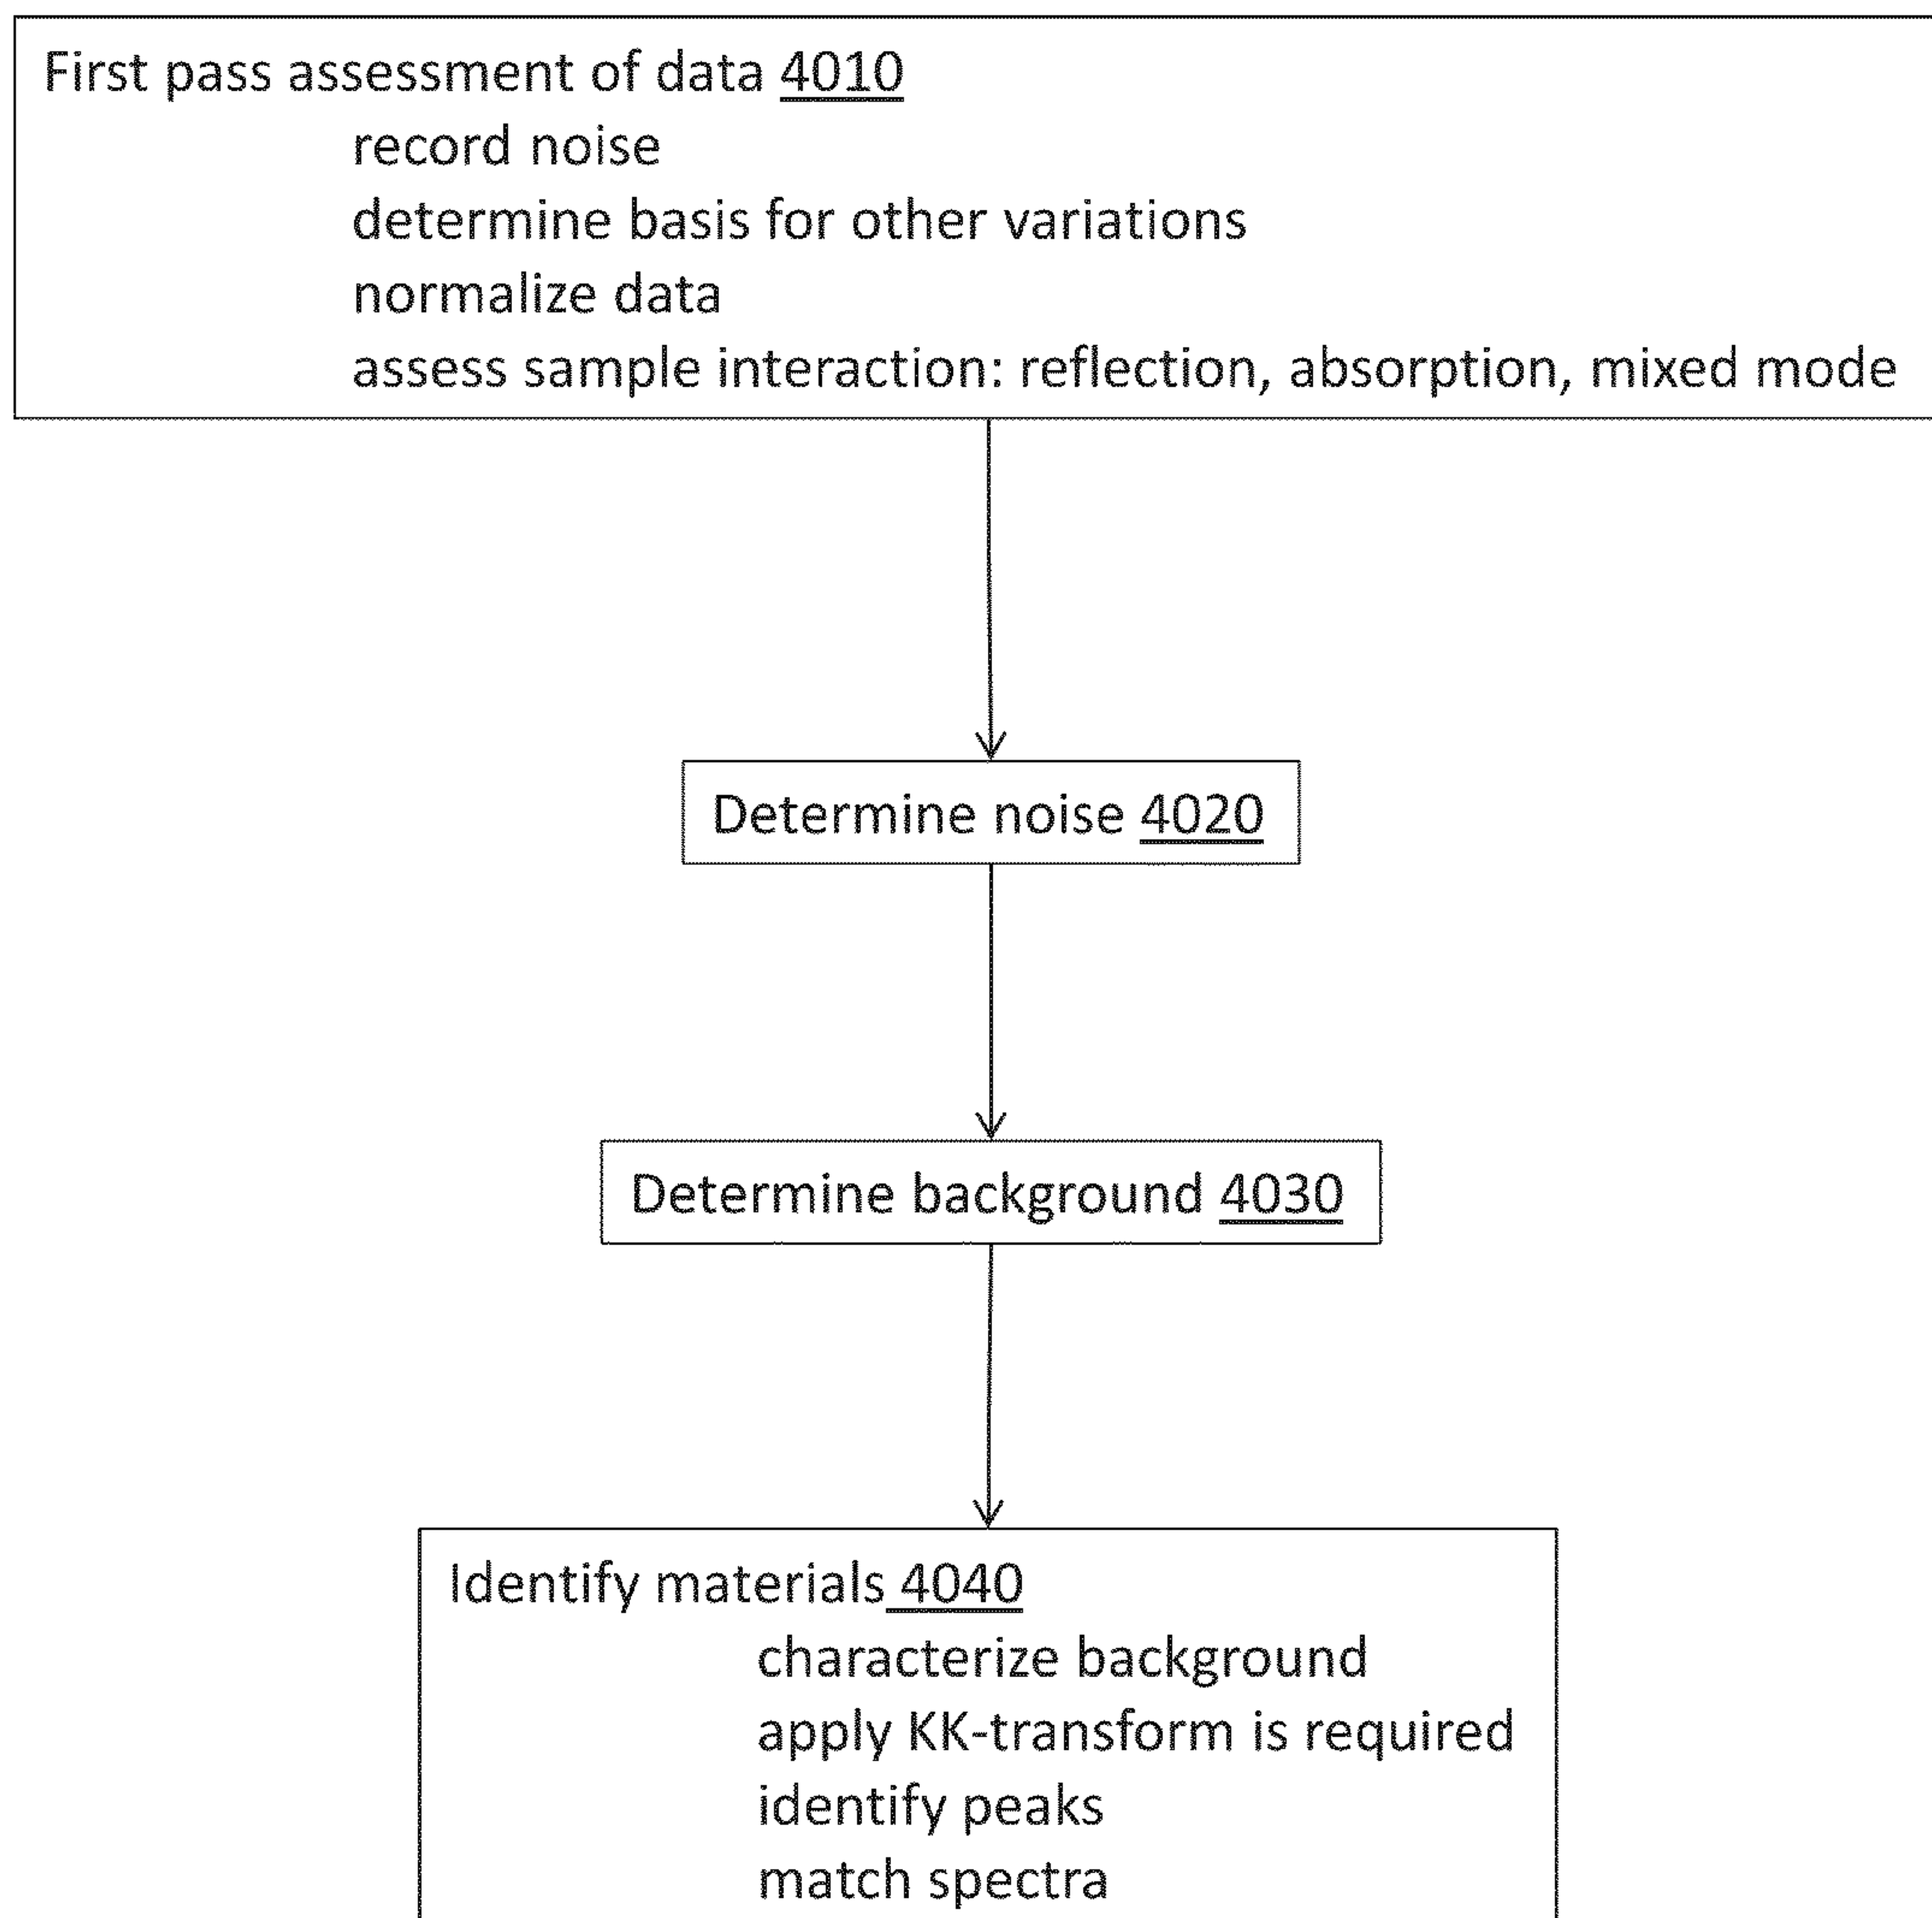 First pass assessment of data 4010
record noise
determine basis for other variations
normalize data
assess sample interaction: reflection, absorption, mixed mode
Determine noise 4020
Determine background 4030
Identify materials 4040
characterize background
apply KK-transform is required
identify peaks
match spectra